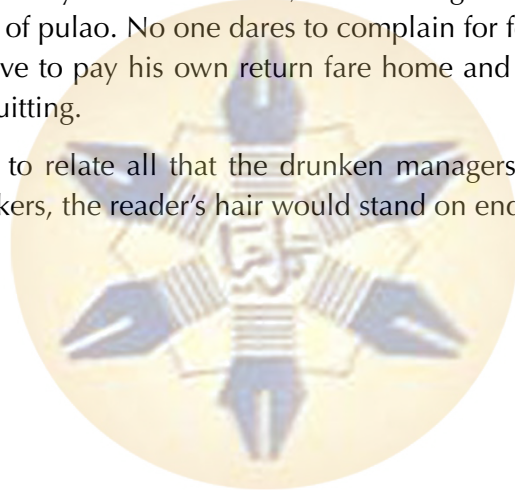 of pulao. No one dares to complain for f
ve to pay his own return fare home and
uitting.
to relate all that the drunken managers
kers, the reader's hair would stand on end